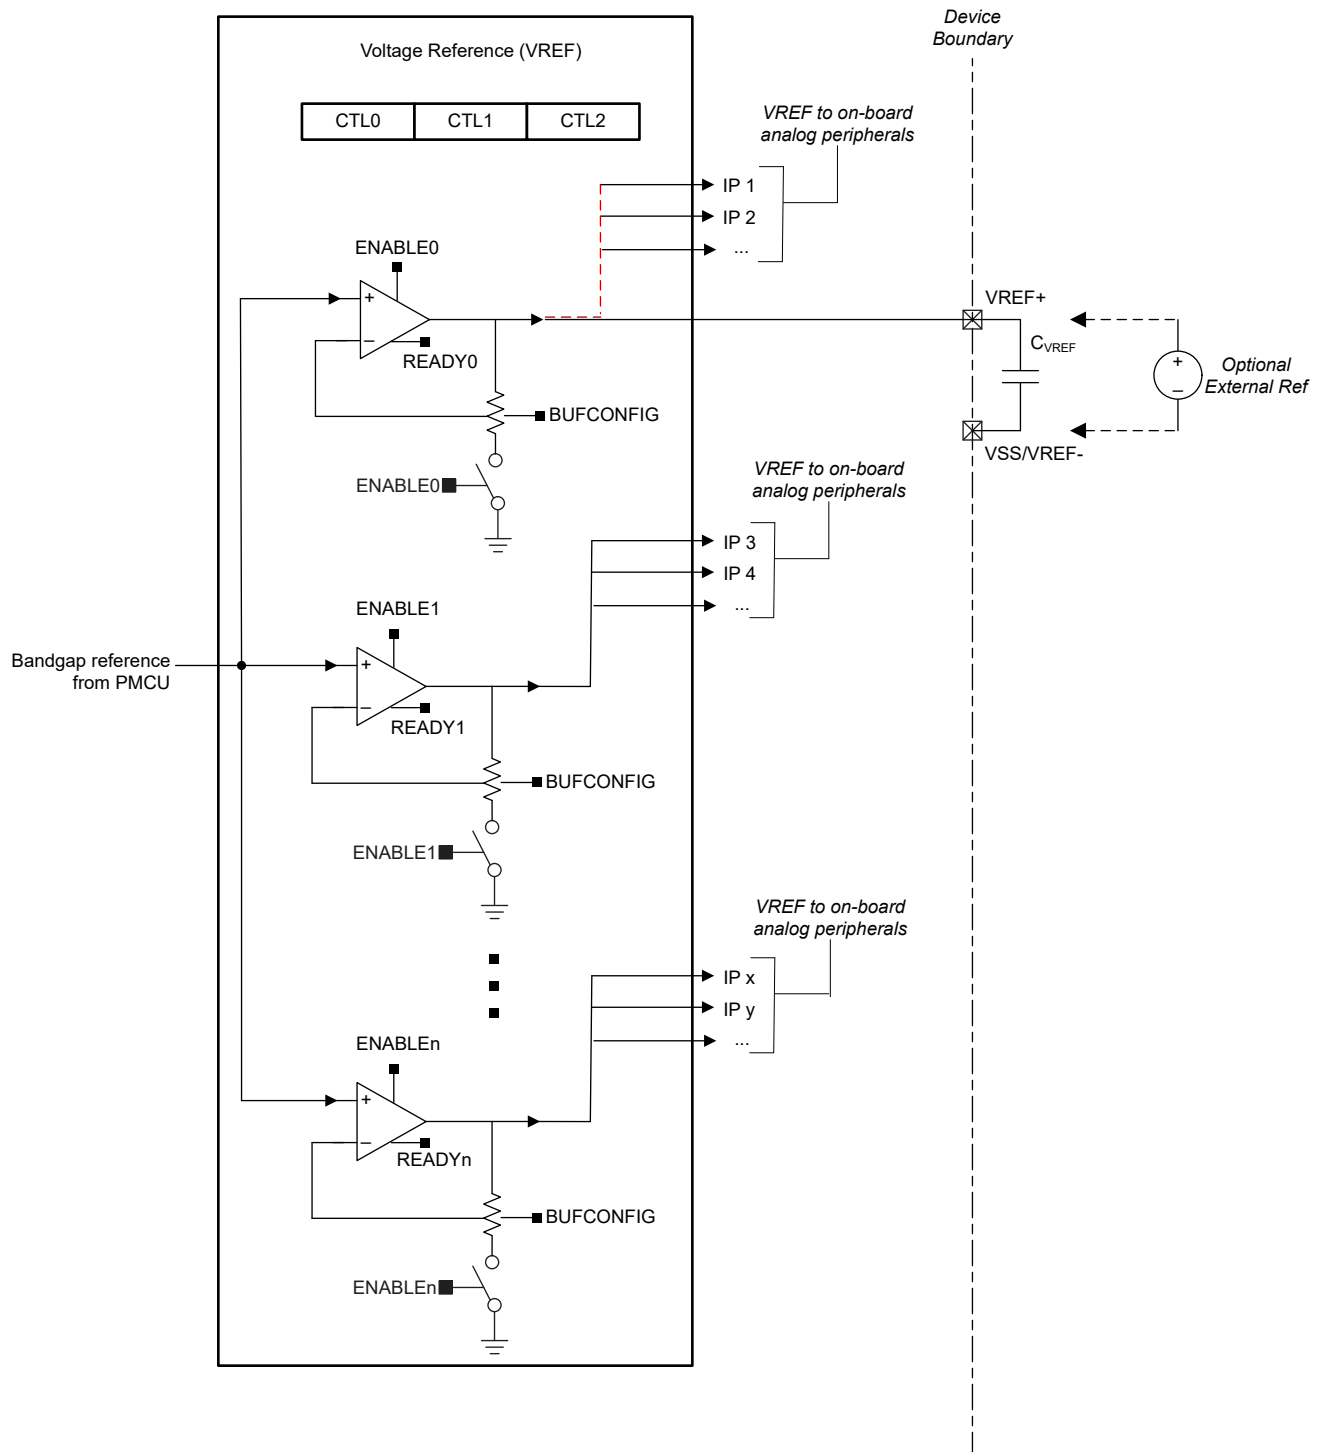 Device
Boundary
Voltage Reference (VREF)
CTL0
CTL1
CTL2
VREF to on-board
analog peripherals
IP 1
IP 2
...
ENABLE0
+
−
READY0
VREF+
CVREF
+
−
Optional
External Ref
BUFCONFIG
VSS/VREF-
ENABLE0
VREF to on-board
analog peripherals
IP 3
IP 4
...
ENABLE1
Bandgap reference
from PMCU
+
−
READY1
BUFCONFIG
ENABLE1
VREF to on-board
analog peripherals
IP x
IP y
...
ENABLEn
+
−
READYn
BUFCONFIG
ENABLEn